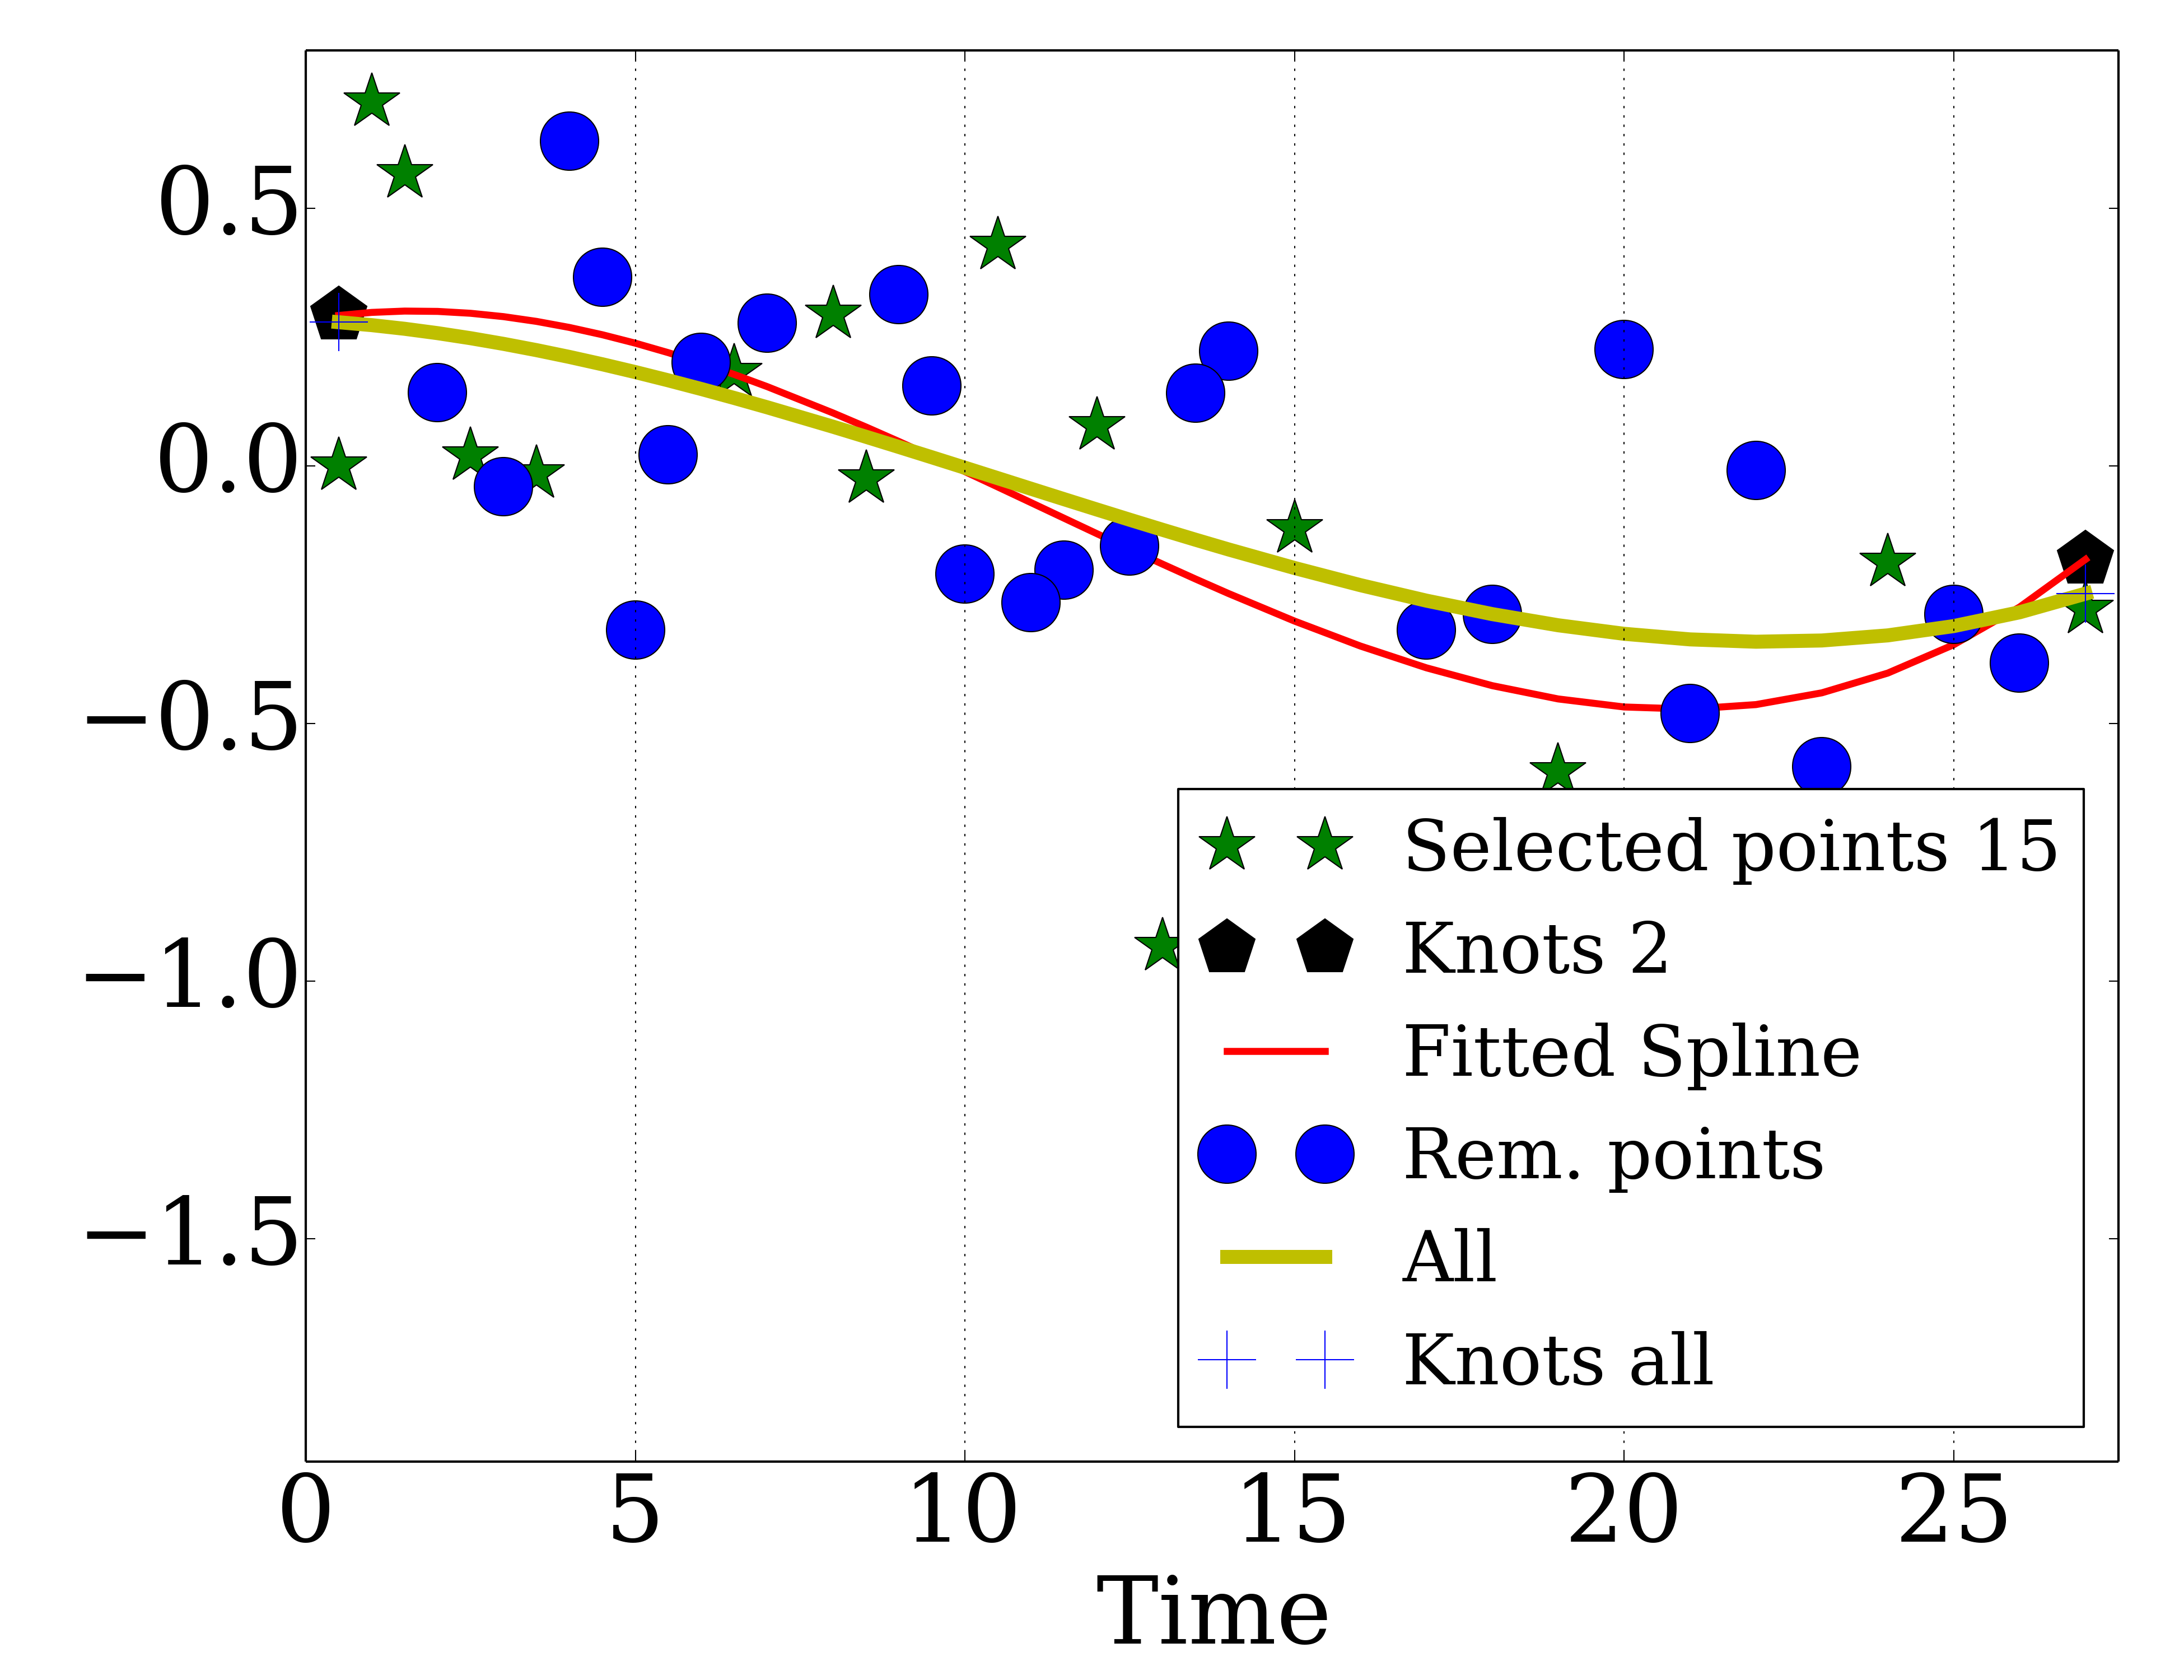 0.5
0.0
−0.5
−1.0
−1.5
Selected points 15
Knots 2
Fitted Spline
Rem. points
All
Knots all
0 5 10 15 20 25
Time